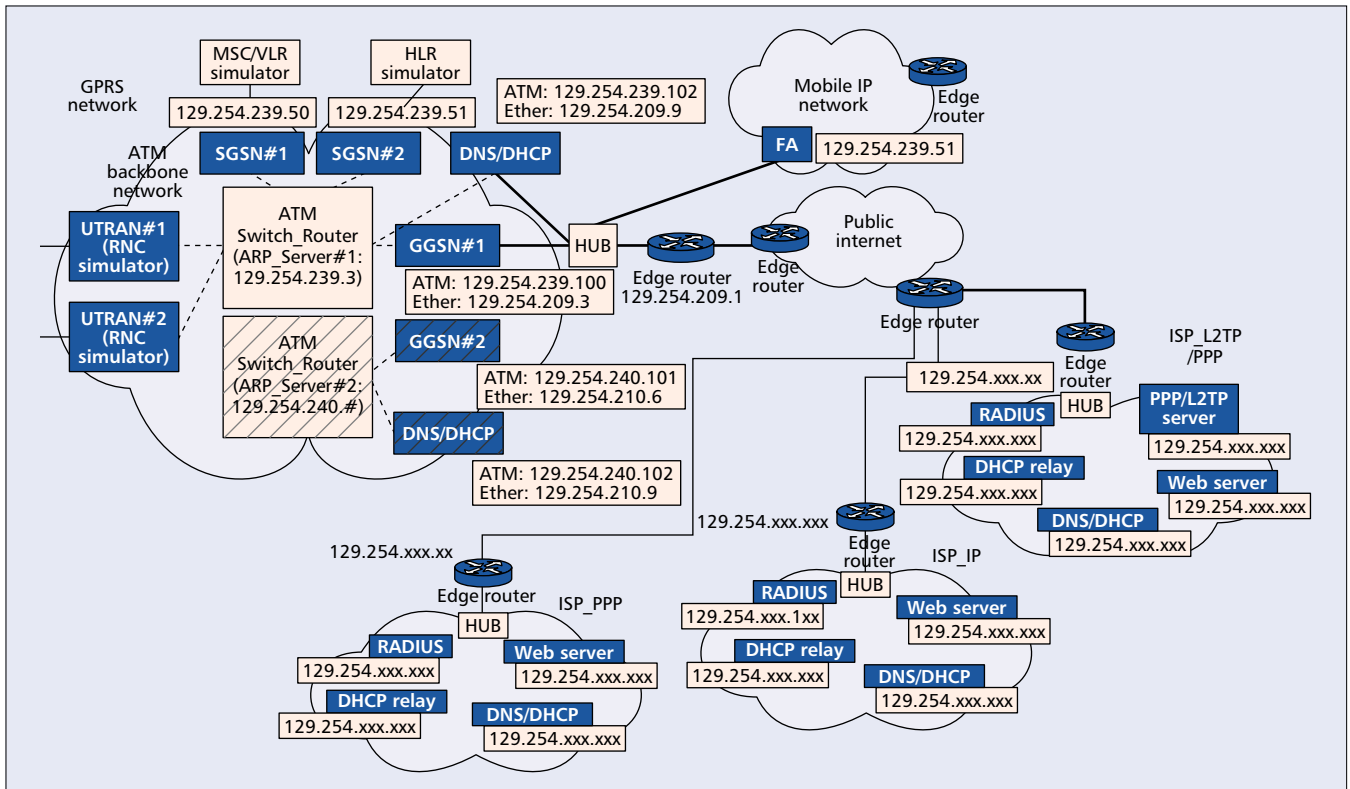 MSC/VLR
simulator
HLR
simulator
GPRS
network
129.254.239.50
129.254.239.51
ATM: 129.254.239.102
Ether: 129.254.209.9
Mobile IP
network
Edge
router
FA
129.254.239.51
SGSN#1
SGSN#2
DNS/DHCP
ATM
backbone
network
UTRAN#1
(RNC
simulator)
ATM
Switch_Router
(ARP_Server#1:
129.254.239.3)
GGSN#1
HUB
Edge router
129.254.209.1
Edge
router
Public
internet
ATM: 129.254.239.100
Ether: 129.254.209.3
Edge router
UTRAN#2
(RNC
simulator)
ATM
Switch_Router
(ARP_Server#2:
129.254.240.#)
GGSN#2
ATM: 129.254.240.101
Ether: 129.254.210.6
DNS/DHCP
ATM: 129.254.240.102
Ether: 129.254.210.9
129.254.xxx.xx
Edge
router
ISP_L2TP
/PPP
HUB
RADIUS
129.254.xxx.xxx
PPP/L2TP
server
129.254.xxx.xxx
DHCP relay
129.254.xxx.xxx
Web server
129.254.xxx.xxx
DNS/DHCP
129.254.xxx.xxx
129.254.xxx.xxx
Edge
router
ISP_IP
HUB
RADIUS
129.254.xxx.1xx
Web server
129.254.xxx.xxx
DHCP relay
129.254.xxx.xxx
DNS/DHCP
129.254.xxx.xxx
129.254.xxx.xx
Edge router
ISP_PPP
HUB
RADIUS
129.254.xxx.xxx
Web server
129.254.xxx.xxx
DHCP relay
129.254.xxx.xxx
DNS/DHCP
129.254.xxx.xxx